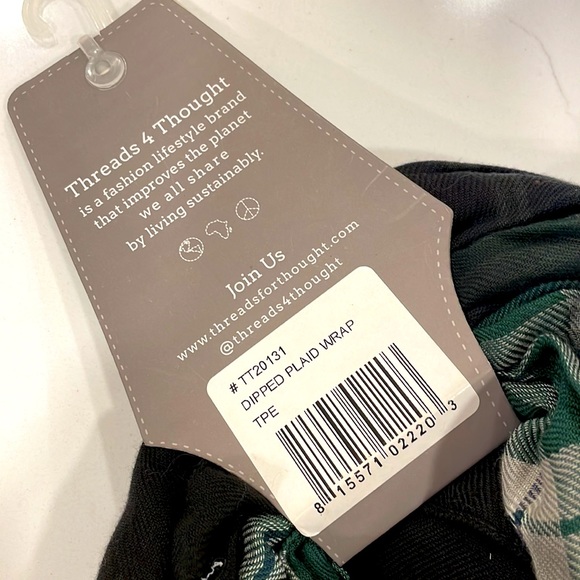 Threads 4 Thought
is a fashion lifestyle brand
that improves the planet
we all share
by living sustainably.
Join Us
www.threadsforthought.com
@threads4thought
# TT20131
DIPPED PLAID WRAP
TPE
8 15571 02220 3